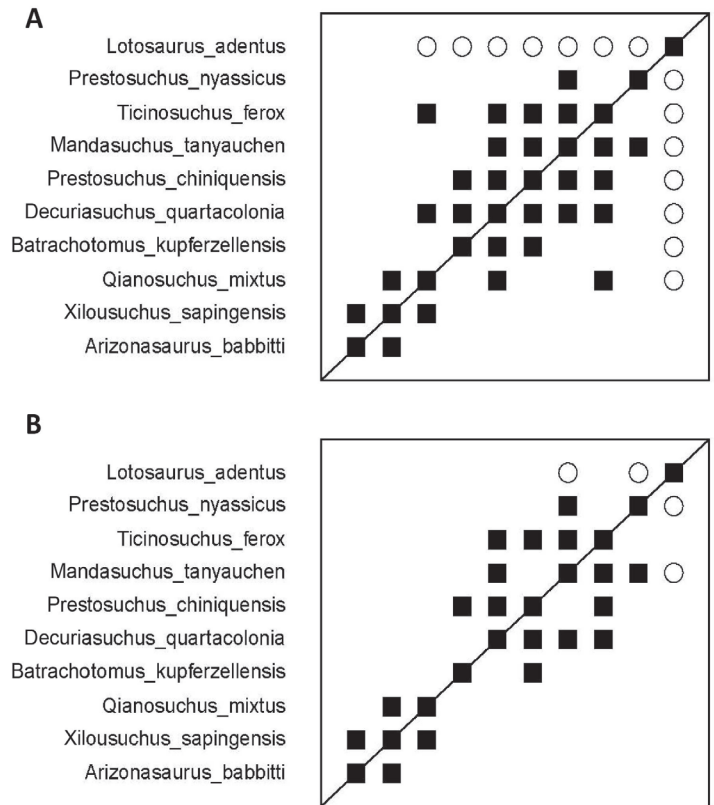 A
Lotosaurus_adentus
Prestosuchus_nyassicus
Ticinosuchus_ferox
Mandasuchus_tanyauchen
Prestosuchus_chiniquensis
Decuriasuchus_quartacolonia
Batrachotomus_kupferzellensis
Qianosuchus_mixtus
Xilousuchus_sapingensis
Arizonasaurus_babbitti
B
Lotosaurus_adentus
Prestosuchus_nyassicus
Ticinosuchus_ferox
Mandasuchus_tanyauchen
Prestosuchus_chiniquensis
Decuriasuchus_quartacolonia
Batrachotomus_kupferzellensis
Qianosuchus_mixtus
Xilousuchus_sapingensis
Arizonasaurus_babbitti